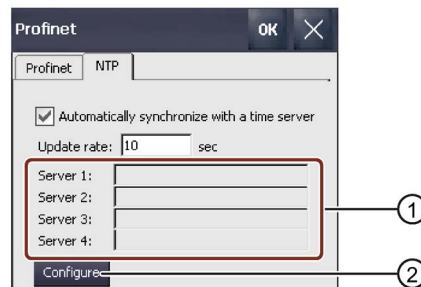 Profinet OK
Profinet NTP
Automatically synchronize with a time server
Update rate: 10 sec
Server 1:
Server 2:
Server 3:
Server 4:
1
Configure
2